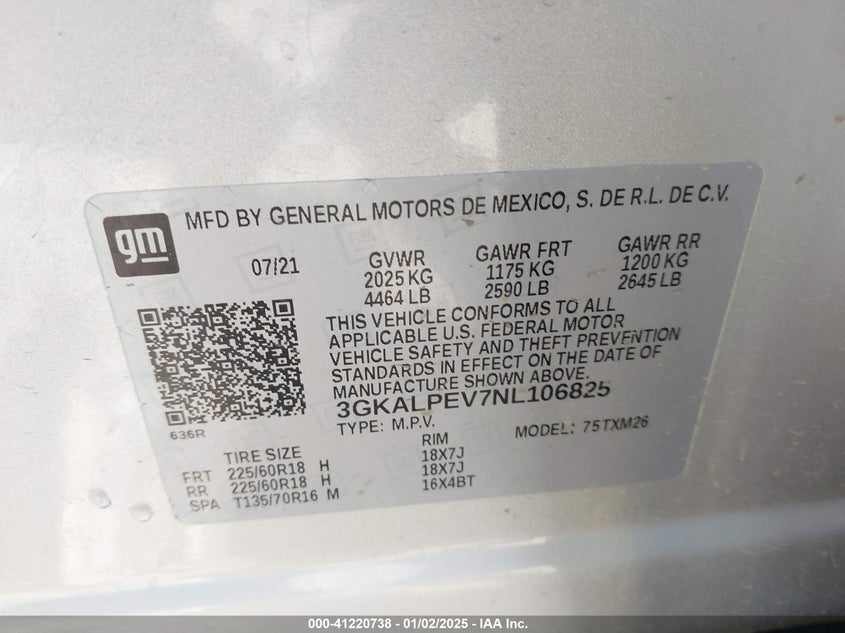 gm
MFD BY GENERAL MOTORS DE MEXICO, S. DE R.L. DE C.V.
07/21
GVWR
2025 KG
4464 LB
GAWR FRT
1175 KG
2590 LB
GAWR RR
1200 KG
2645 LB
THIS VEHICLE CONFORMS TO ALL
APPLICABLE U.S. FEDERAL MOTOR
VEHICLE SAFETY AND THEFT PREVENTION
STANDARDS IN EFFECT ON THE DATE OF
MANUFACTURE SHOWN ABOVE.
3GKALPEV7NL106825
636R
TYPE: M.P.V. MODEL: 75TXM26
TIRE SIZE RIM
FRT 225/60R18 H 18X7J
RR 225/60R18 H 18X7J
SPA T135/70R16 M 16X4BT
000-41220738 - 01/02/2025 - IAA Inc.